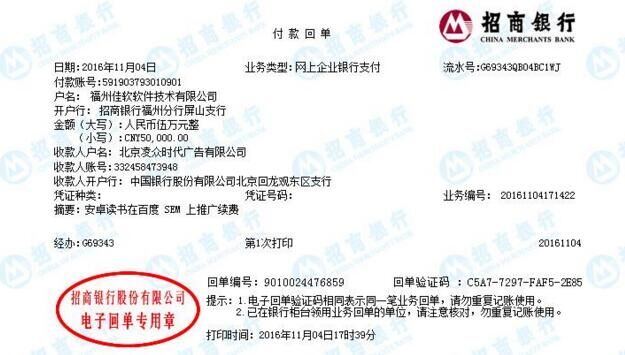 招商银行
CHINA MERCHANTS BANK
付款回单
日期:2016年11月04日 业务类型:网上企业银行支付 流水号:G69343QB04BC1WJ
付款账号:591903793010901
户名: 福州佳软软件技术有限公司
开户行: 招商银行福州分行屏山支行
金额(大写):人民币伍万元整
(小写):CNY50,000.00
收款人户名: 北京凌众时代广告有限公司
收款人账号:332458473948
收款人开户行: 中国银行股份有限公司北京回龙观东区支行
凭证种类: 凭证号码: 业务编号: 20161104171422
摘要:安卓读书在百度 SEM 上推广续费
经办:G69343 第1次打印 20161104
回单编号:9010024476859 回单验证码 :C5A7-7297-FAF5-2E85
提示:1.电子回单验证码相同表示同一笔业务回单,请勿重复记账使用。
2.已在银行柜台领用业务回单的单位,请注意核对,勿重复记账使用。
打印时间:2016年11月04日17时39分
招商银行股份有限公司
电子回单专用章